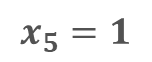 x₅ = 1